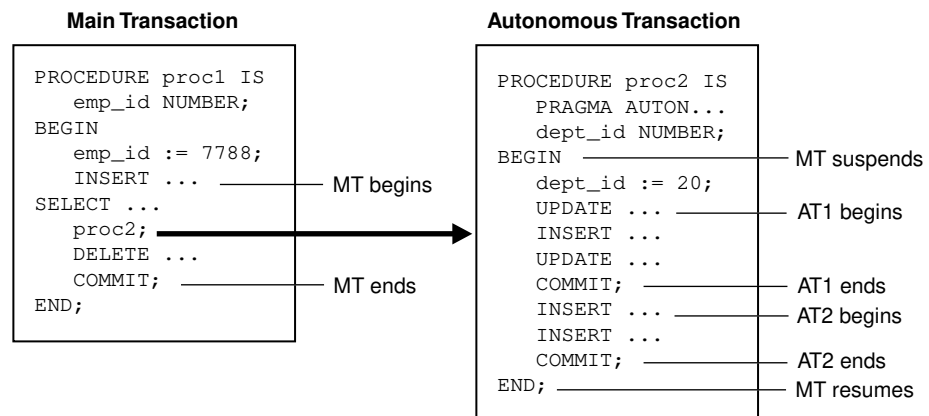 Main Transaction
PROCEDURE proc1 IS
emp_id NUMBER;
BEGIN
emp_id := 7788;
INSERT ...
SELECT ...
proc2;
DELETE ...
COMMIT;
END;
MT begins
MT ends
Autonomous Transaction
PROCEDURE proc2 IS
PRAGMA AUTON...
dept_id NUMBER;
BEGIN
dept_id := 20;
UPDATE ...
INSERT ...
UPDATE ...
COMMIT;
INSERT ...
INSERT ...
COMMIT;
END;
MT suspends
AT1 begins
AT1 ends
AT2 begins
AT2 ends
MT resumes